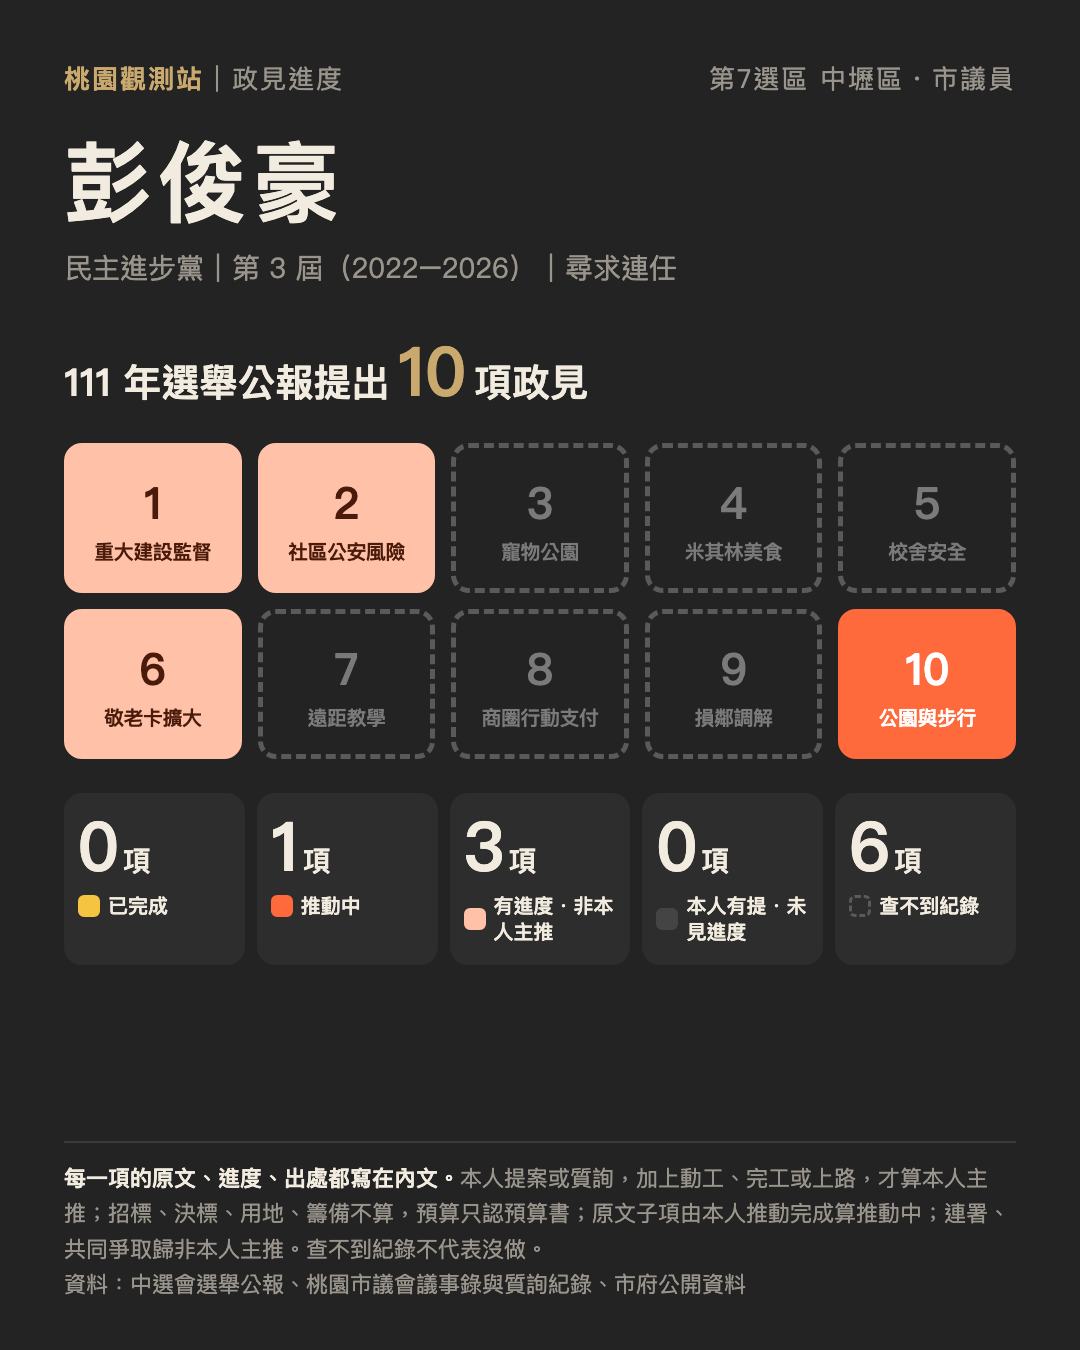 桃園觀測站｜政見進度
第7選區 中壢區·市議員
彭俊豪
民主進步黨｜第 3 屆（2022–2026）｜尋求連任
111 年選舉公報提出 10 項政見
1
重大建設監督
2
社區公安風險
3
寵物公園
4
米其林美食
5
校舍安全
6
敬老卡擴大
7
遠距教學
8
商圈行動支付
9
損鄰調解
10
公園與步行
0項
已完成
1項
推動中
3項
有進度·非本
人主推
0項
本人有提·未
見進度
6項
查不到紀錄
每一項的原文、進度、出處都寫在內文。本人提案或質詢，加上動工、完工或上路，才算本人主
推；招標、決標、用地、籌備不算，預算只認預算書；原文子項由本人推動完成算推動中；連署、
共同爭取歸非本人主推。查不到紀錄不代表沒做。
資料：中選會選舉公報、桃園市議會議事錄與質詢紀錄、市府公開資料